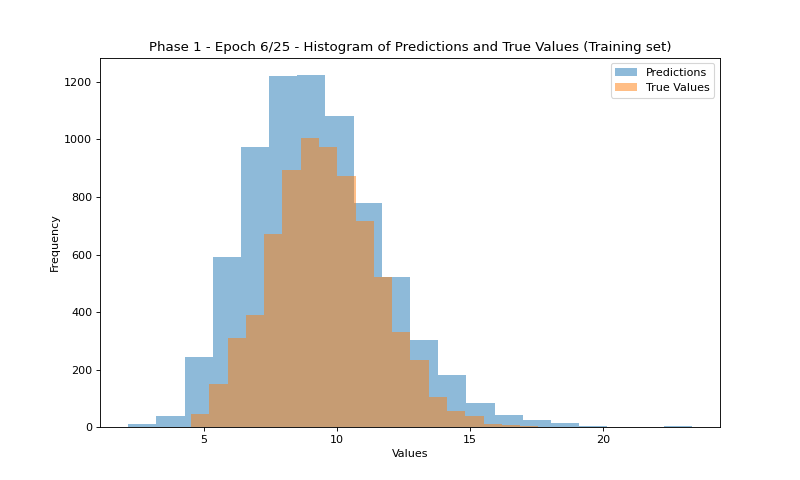 Phase 1 - Epoch 6/25 - Histogram of Predictions and True Values (Training set)
Predictions
True Values
1200
1000
800
600
400
200
0
Frequency
5
10
15
20
Values